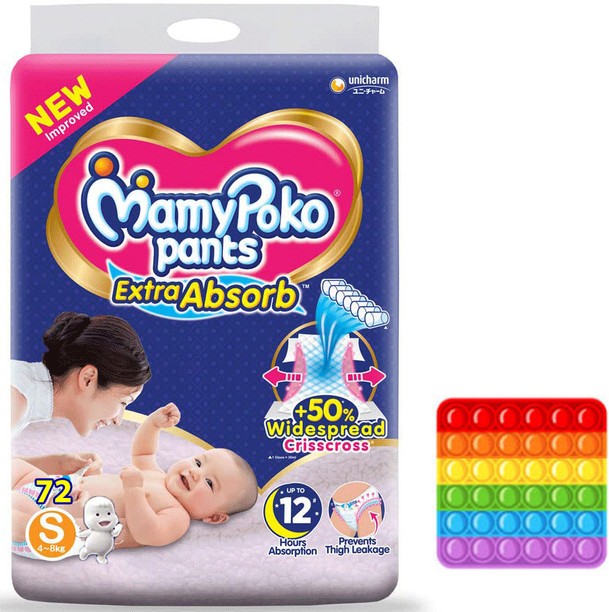 unicharm
ユニ・チャーム
NEW
Improved
MamyPoko®
pants
Extra Absorb™
+50%
Widespread
Crisscross
72
S
4~8kg
UP TO
12
Hours
Absorption
Prevents
Thigh Leakage